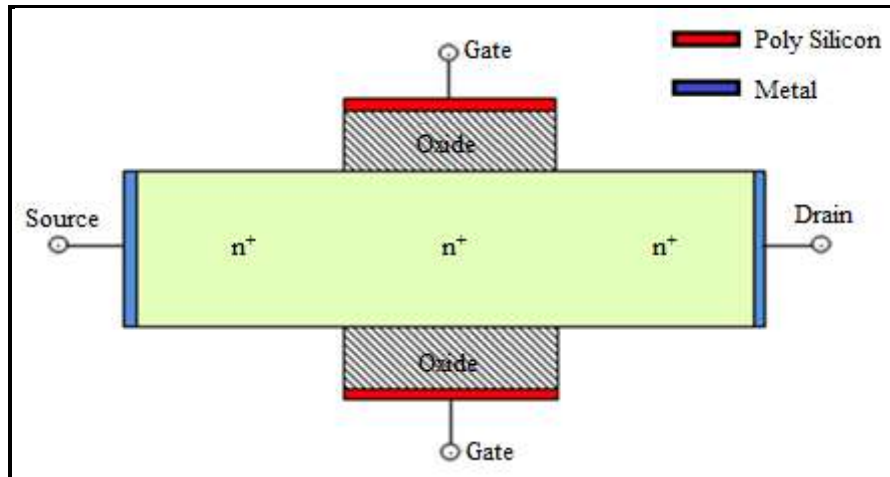 Gate
Poly Silicon
Metal
Oxide
Source
Drain
n⁺ n⁺ n⁺
Oxide
Gate